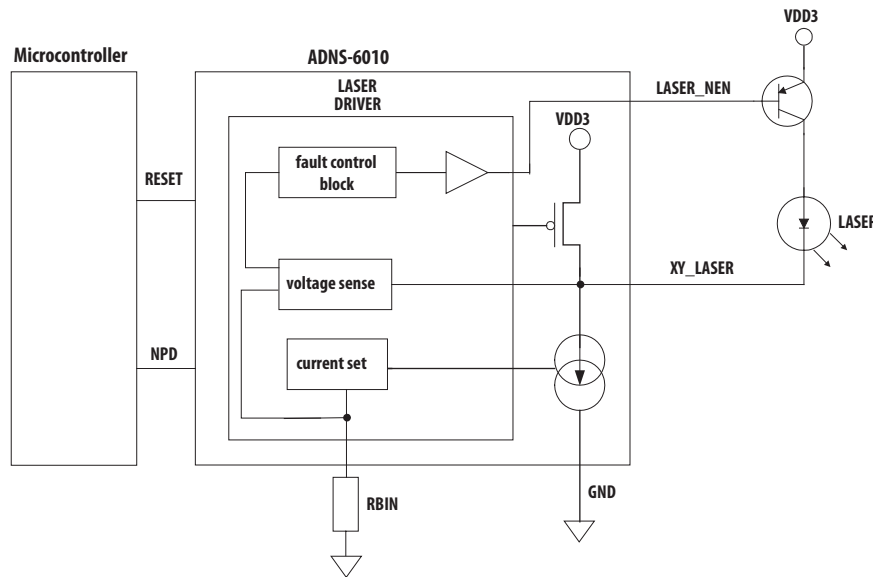 VDD3
Microcontroller
ADNS-6010
LASER
DRIVER
LASER_NEN
VDD3
fault control
block
RESET
LASER
voltage sense
XY_LASER
NPD
current set
RBIN
GND